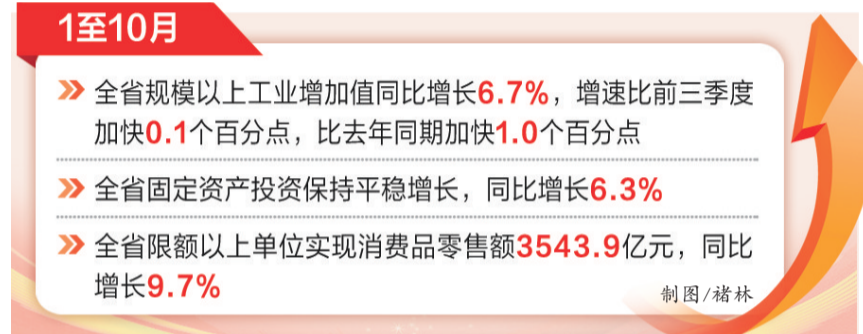 1至10月
全省规模以上工业增加值同比增长6.7%，增速比前三季度
加快0.1个百分点，比去年同期加快1.0个百分点
全省固定资产投资保持平稳增长，同比增长6.3%
全省限额以上单位实现消费品零售额3543.9亿元，同比
增长9.7%
制图/褚林